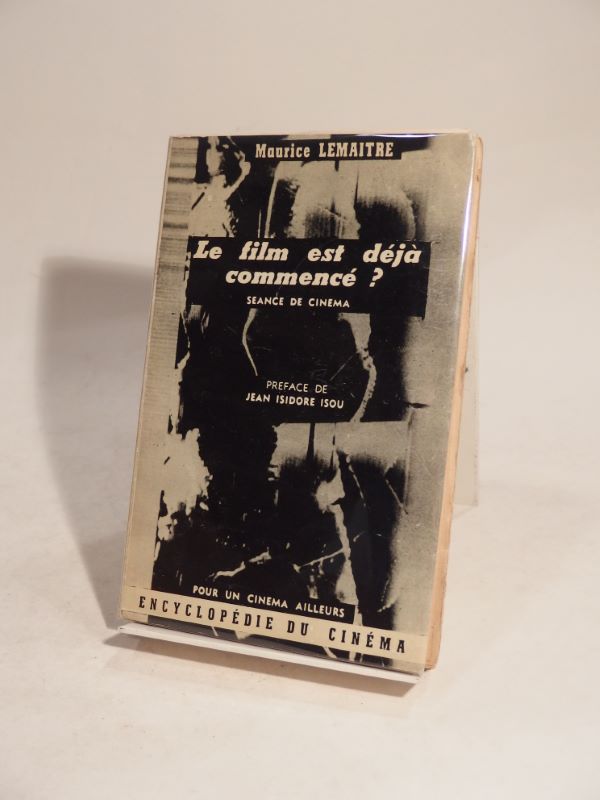 Maurice LEMAITRE
Le film est déjà
commencé ?
SEANCE DE CINEMA
PREFACE DE
JEAN ISIDORE ISOU
POUR UN CINEMA AILLEURS
ENCYCLOPÉDIE DU CINÉMA